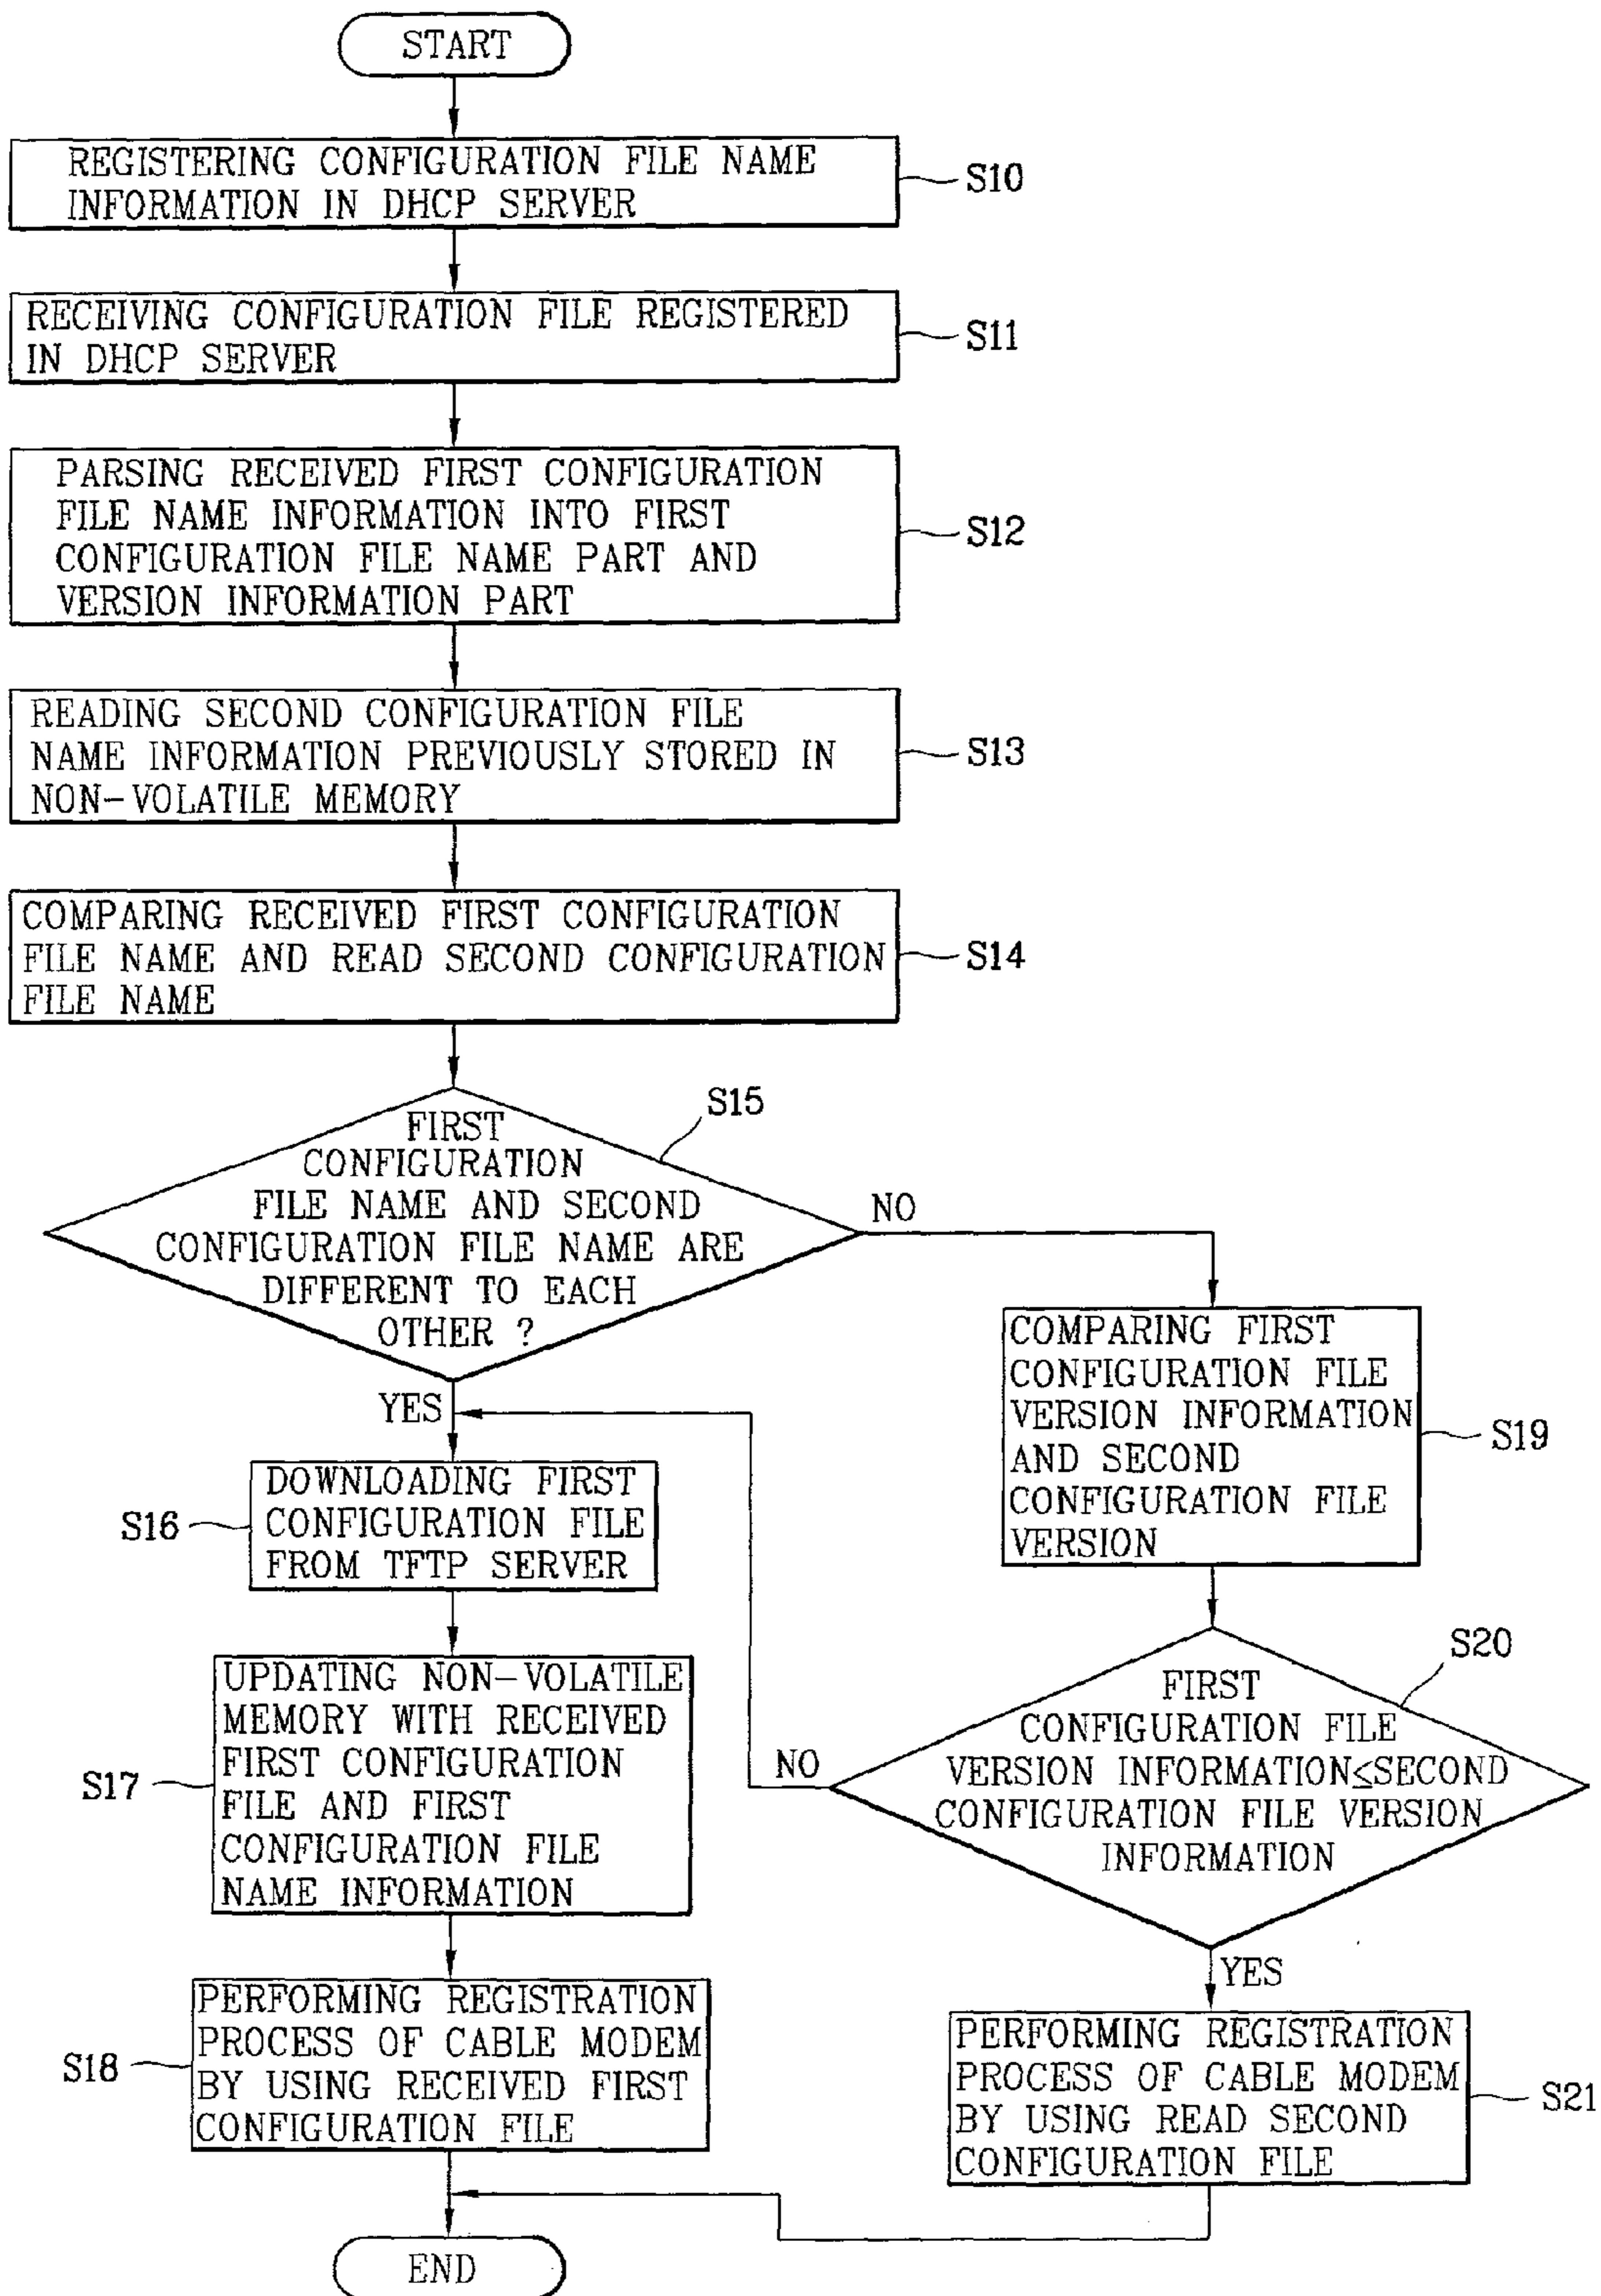 START
REGISTERING CONFIGURATION FILE NAME
INFORMATION IN DHCP SERVER
S10
RECEIVING CONFIGURATION FILE REGISTERED
IN DHCP SERVER
S11
PARSING RECEIVED FIRST CONFIGURATION
FILE NAME INFORMATION INTO FIRST
CONFIGURATION FILE NAME PART AND
VERSION INFORMATION PART
S12
READING SECOND CONFIGURATION FILE
NAME INFORMATION PREVIOUSLY STORED IN
NON-VOLATILE MEMORY
S13
COMPARING RECEIVED FIRST CONFIGURATION
FILE NAME AND READ SECOND CONFIGURATION
FILE NAME
S14
S15
FIRST
CONFIGURATION
FILE NAME AND SECOND
CONFIGURATION FILE NAME ARE
DIFFERENT TO EACH
OTHER ?
NO
YES
DOWNLOADING FIRST
CONFIGURATION FILE
FROM TFTP SERVER
S16
UPDATING NON-VOLATILE
MEMORY WITH RECEIVED
FIRST CONFIGURATION
FILE AND FIRST
CONFIGURATION FILE
NAME INFORMATION
S17
PERFORMING REGISTRATION
PROCESS OF CABLE MODEM
BY USING RECEIVED FIRST
CONFIGURATION FILE
S18
COMPARING FIRST
CONFIGURATION FILE
VERSION INFORMATION
AND SECOND
CONFIGURATION FILE
VERSION
S19
S20
FIRST
CONFIGURATION FILE
VERSION INFORMATION≤SECOND
CONFIGURATION FILE VERSION
INFORMATION
NO
YES
PERFORMING REGISTRATION
PROCESS OF CABLE MODEM
BY USING READ SECOND
CONFIGURATION FILE
S21
END